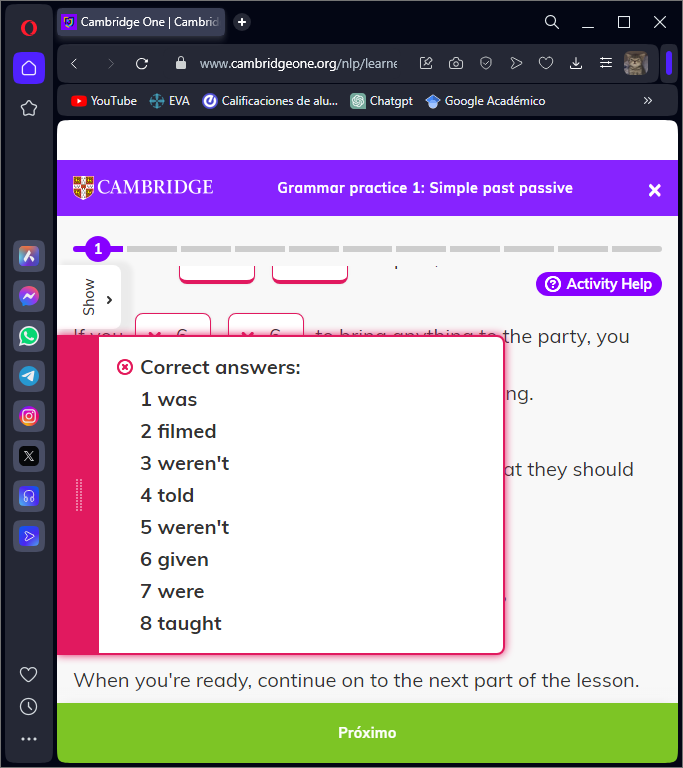 Cambridge One | Cambrid
www.cambridgeone.org/nlp/learne
YouTube
EVA
Calificaciones de alu...
Chatgpt
Google Académico
»
CAMBRIDGE
Grammar practice 1: Simple past passive
1
Show
Activity Help
If you 6 6 to bring anything to the party, you
ng.
at they should
Correct answers:
1 was
2 filmed
3 weren't
4 told
5 weren't
6 given
7 were
8 taught
When you're ready, continue on to the next part of the lesson.
Próximo